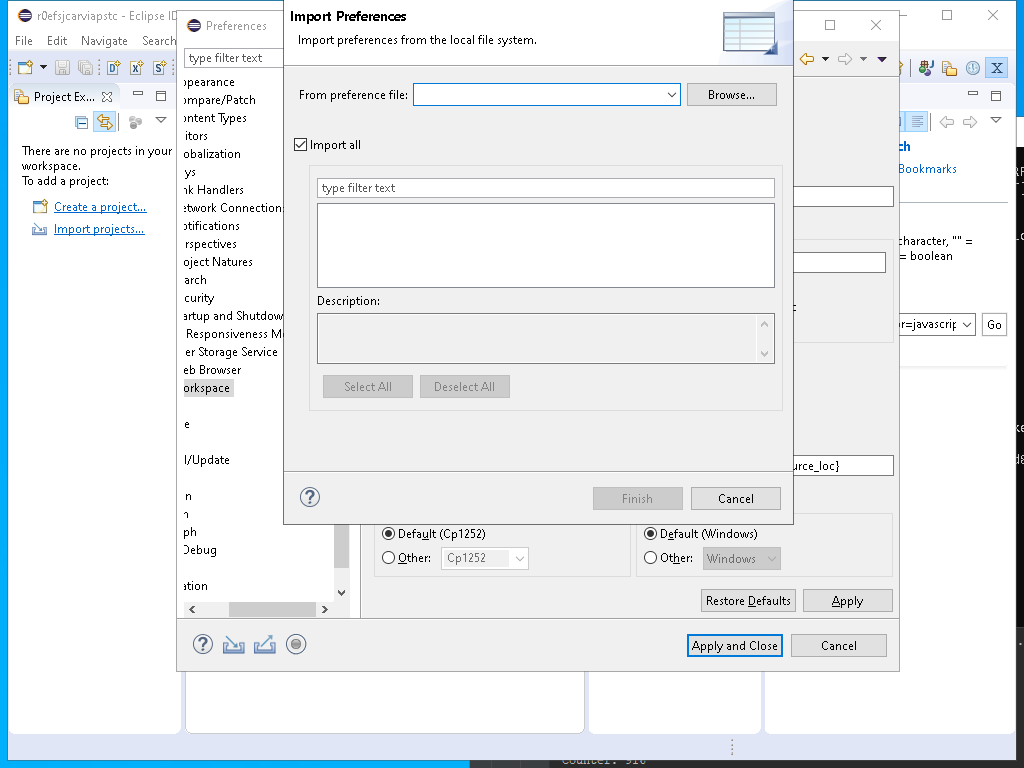 r0efsjcarviapstc - Eclipse ID
File Edit Navigate Search
Project Ex...
There are no projects in your
workspace.
To add a project:
Create a project...
Import projects...
Preferences
type filter text
ppearance
ompare/Patch
ontent Types
itors
obalization
ys
nk Handlers
etwork Connection
otifications
rspectives
oject Natures
arch
curity
artup and Shutdow
Responsiveness M
er Storage Service
eb Browser
orkspace
e
l/Update
n
n
ph
Debug
ation
Import Preferences
Import preferences from the local file system.
From preference file:
Browse...
Import all
type filter text
Description:
Select All
Deselect All
Finish
Cancel
urce_loc}
Default (Cp1252)
Other:
Cp1252
Default (Windows)
Other:
Windows
Restore Defaults
Apply
Apply and Close
Cancel
ch
Bookmarks
character, "" =
= boolean
or=javascrip
Go
Counter: 910